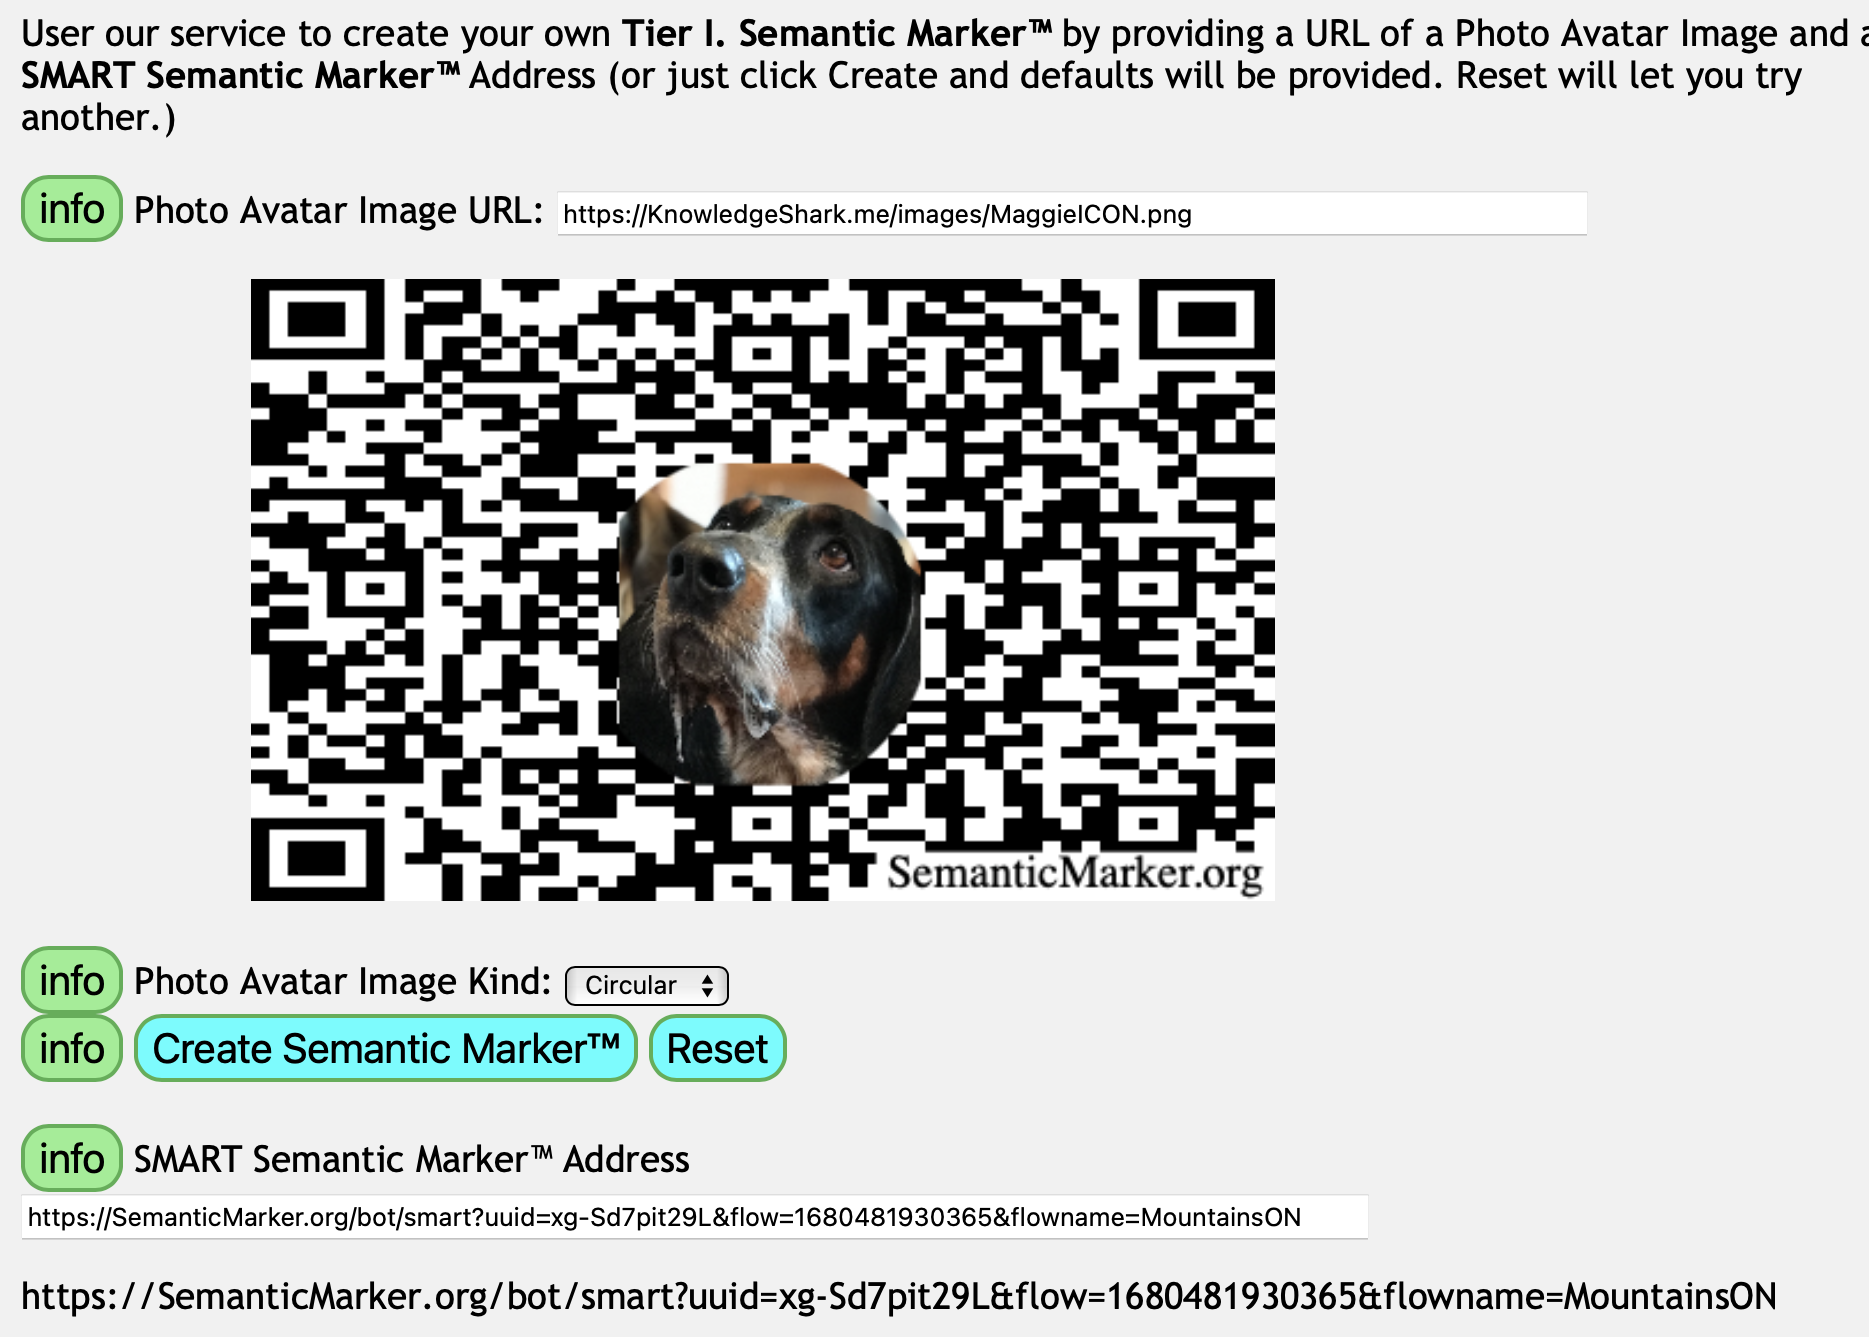 User our service to create your own Tier I. Semantic Marker™ by providing a URL of a Photo Avatar Image and a
SMART Semantic Marker™ Address (or just click Create and defaults will be provided. Reset will let you try
another.)
info Photo Avatar Image URL: https://KnowledgeShark.me/images/MaggieICON.png
SemanticMarker.org
info Photo Avatar Image Kind: Circular
info Create Semantic Marker™ Reset
info SMART Semantic Marker™ Address
https://SemanticMarker.org/bot/smart?uuid=xg-Sd7pit29L&flow=1680481930365&flowname=MountainsON
https://SemanticMarker.org/bot/smart?uuid=xg-Sd7pit29L&flow=1680481930365&flowname=MountainsON